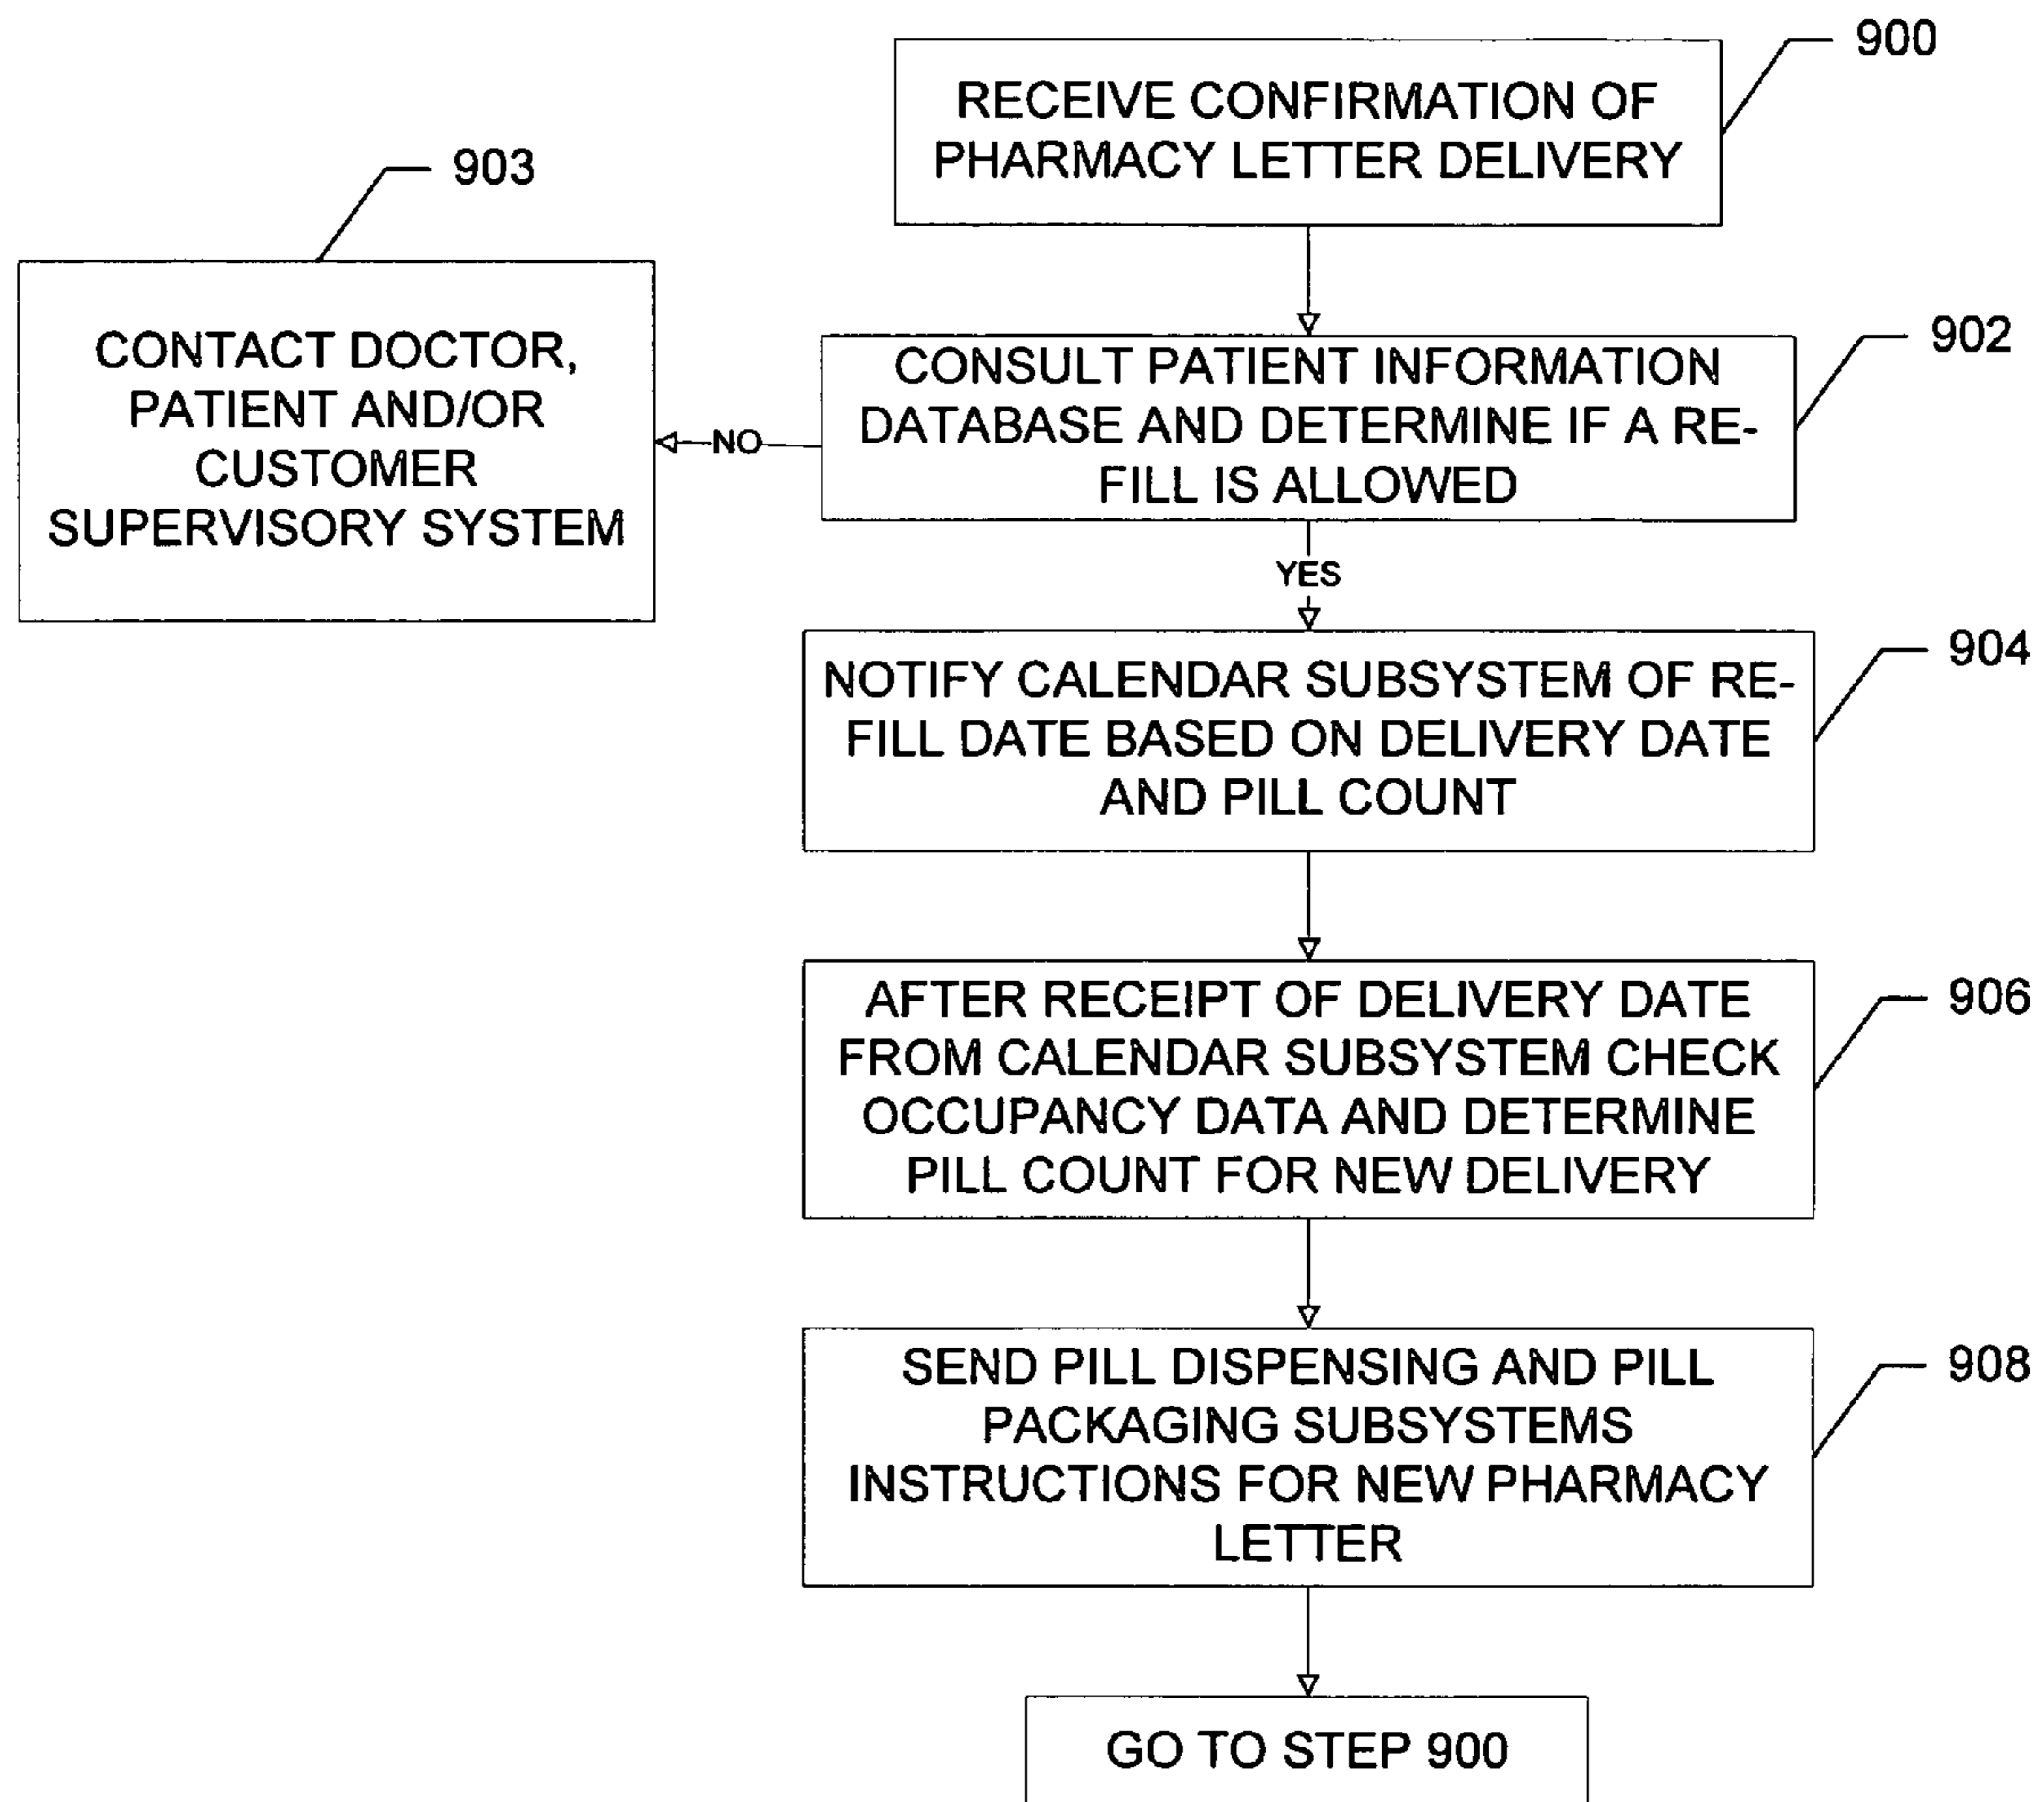 900
RECEIVE CONFIRMATION OF
PHARMACY LETTER DELIVERY
903
CONTACT DOCTOR,
PATIENT AND/OR
CUSTOMER
SUPERVISORY SYSTEM
902
CONSULT PATIENT INFORMATION
DATABASE AND DETERMINE IF A RE-
FILL IS ALLOWED
NO
YES
904
NOTIFY CALENDAR SUBSYSTEM OF RE-
FILL DATE BASED ON DELIVERY DATE
AND PILL COUNT
906
AFTER RECEIPT OF DELIVERY DATE
FROM CALENDAR SUBSYSTEM CHECK
OCCUPANCY DATA AND DETERMINE
PILL COUNT FOR NEW DELIVERY
908
SEND PILL DISPENSING AND PILL
PACKAGING SUBSYSTEMS
INSTRUCTIONS FOR NEW PHARMACY
LETTER
GO TO STEP 900